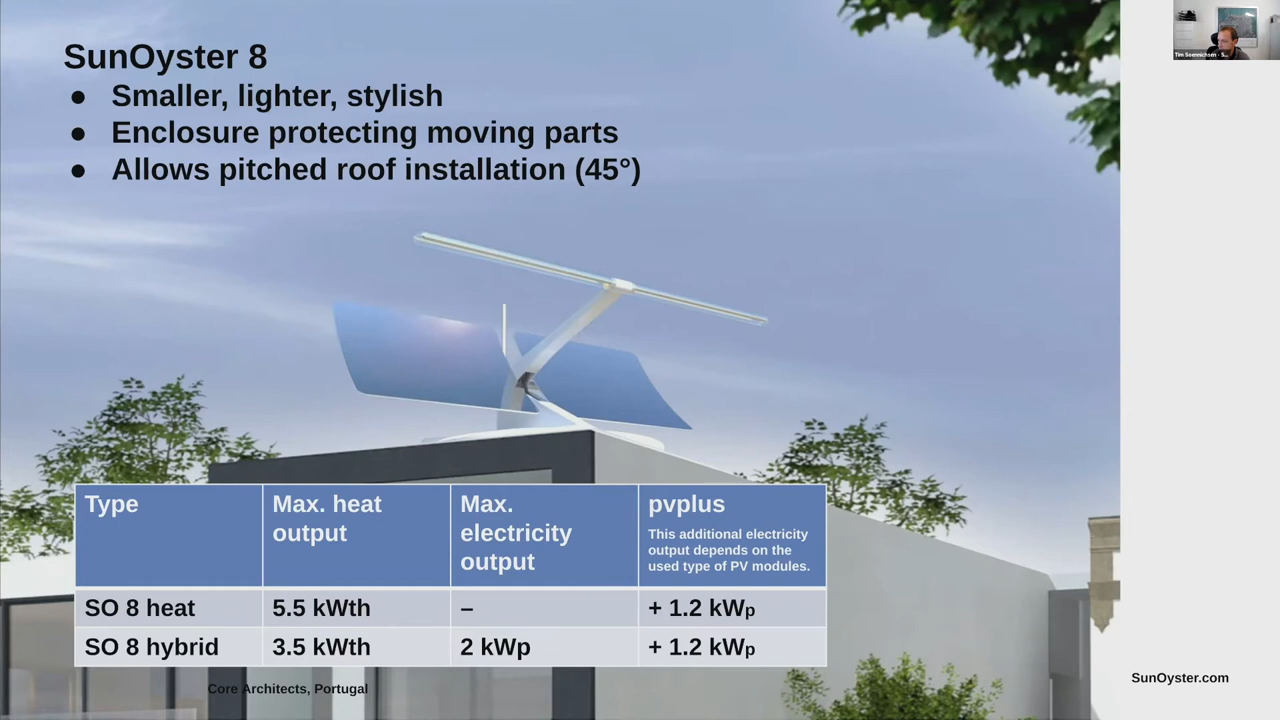 SunOyster 8
● Smaller, lighter, stylish
● Enclosure protecting moving parts
● Allows pitched roof installation (45°)
Type
Max. heat
output
Max.
electricity
output
pvplus
This additional electricity
output depends on the
used type of PV modules.
SO 8 heat 5.5 kWth – + 1.2 kWp
SO 8 hybrid 3.5 kWth 2 kWp + 1.2 kWp
Core Architects, Portugal
SunOyster.com